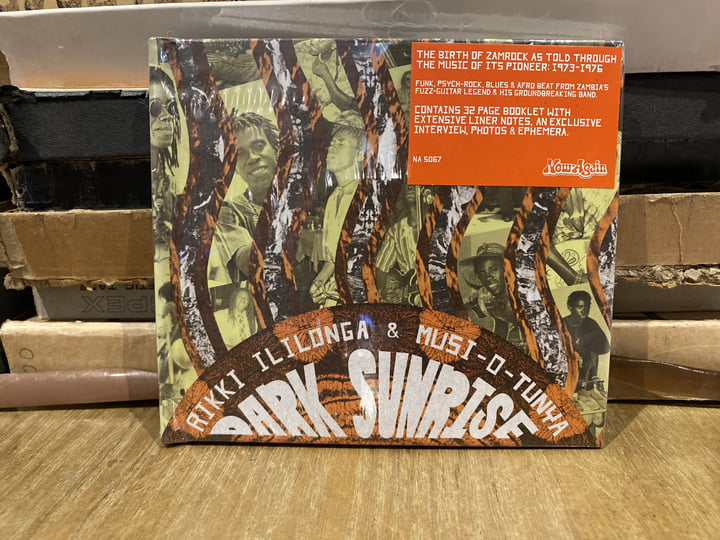 THE BIRTH OF ZAMROCK AS TOLD THROUGH
THE MUSIC OF ITS PIONEER: 1973-1976
FUNK, PSYCH-ROCK, BLUES & AFRO BEAT FROM ZAMBIA'S
FUZZ-GUITAR LEGEND & HIS GROUNDBREAKING BAND.
CONTAINS 32 PAGE BOOKLET WITH
EXTENSIVE LINER NOTES, AN EXCLUSIVE
INTERVIEW, PHOTOS & EPHEMERA.
NA 5067
Now-Again
RIKKI ILILONGA & MUSI-O-TUNYA
DARK SUNRISE